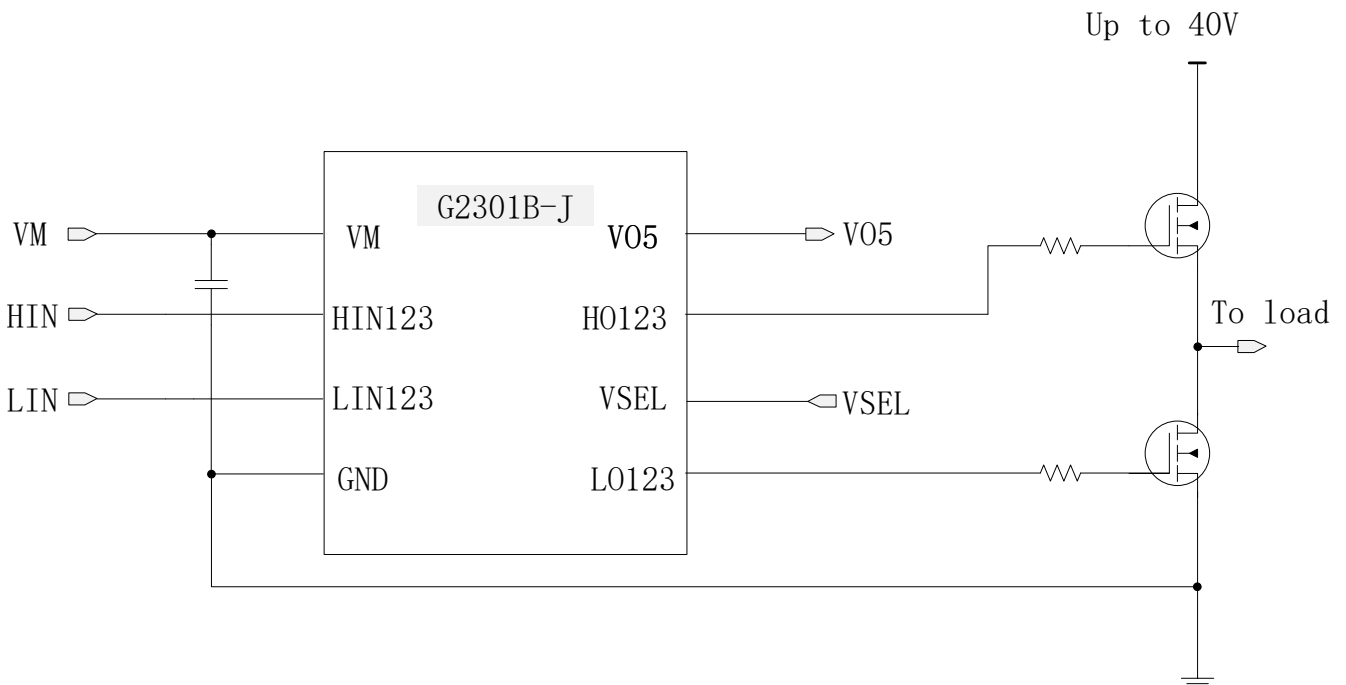 Up to 40V
G2301B-J
VM
VM
VO5
VO5
HIN
HIN123
HO123
To load
LIN
LIN123
VSEL
VSEL
GND
LO123